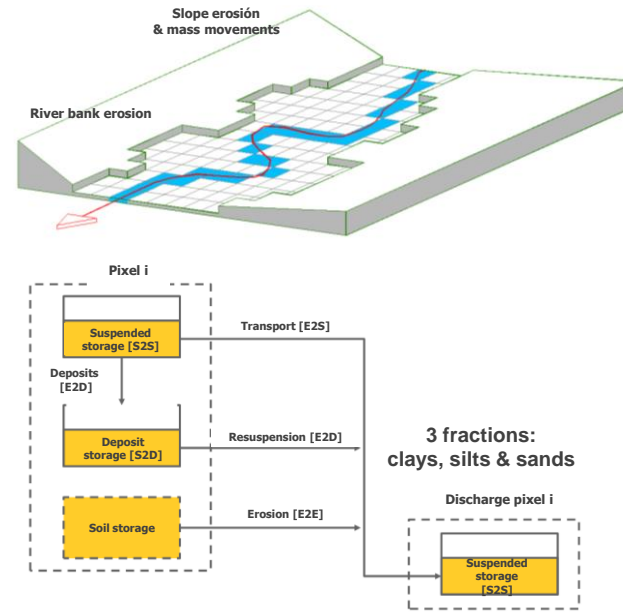 Slope erosión
& mass movements
River bank erosion
Pixel i
Suspended
storage [S2S]
Transport [E2S]
Deposits
[E2D]
Deposit
storage [S2D]
Resuspension [E2D]
3 fractions:
clays, silts & sands
Soil storage
Erosion [E2E]
Discharge pixel i
Suspended
storage
[S2S]